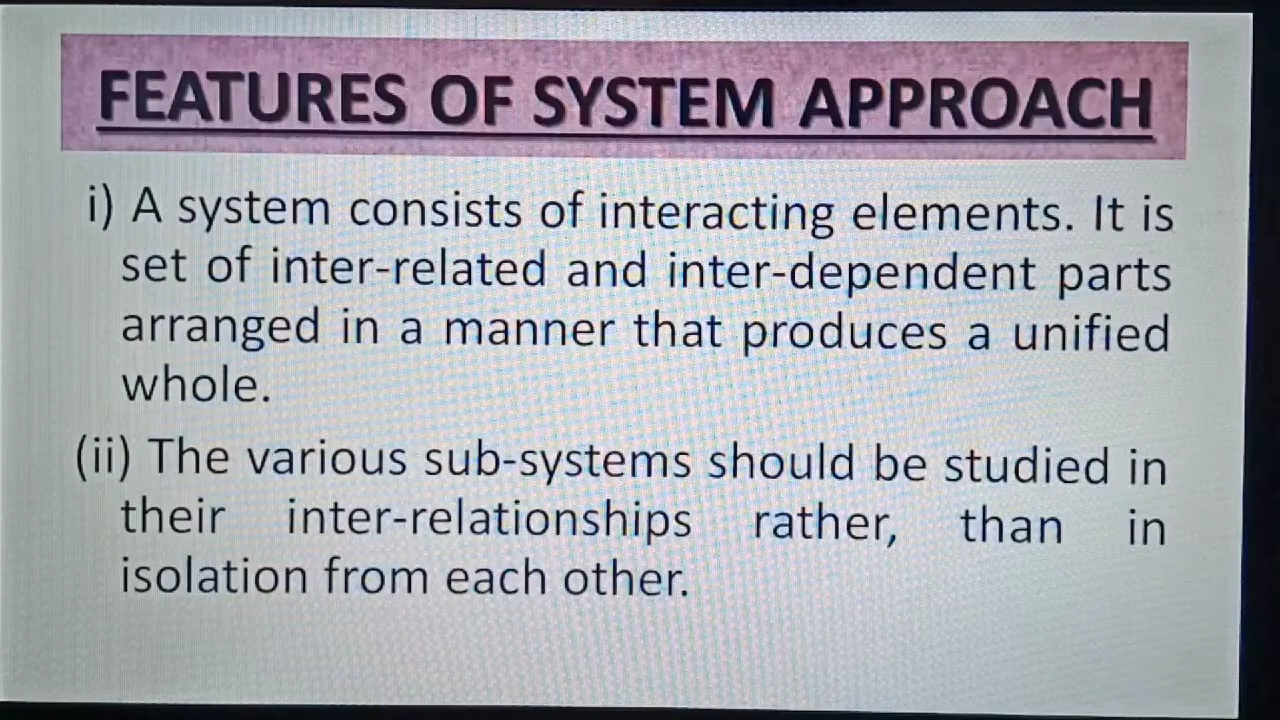 FEATURES OF SYSTEM APPROACH
i) A system consists of interacting elements. It is
set of inter-related and inter-dependent parts
arranged in a manner that produces a unified
whole.
(ii) The various sub-systems should be studied in
their inter-relationships rather, than in
isolation from each other.